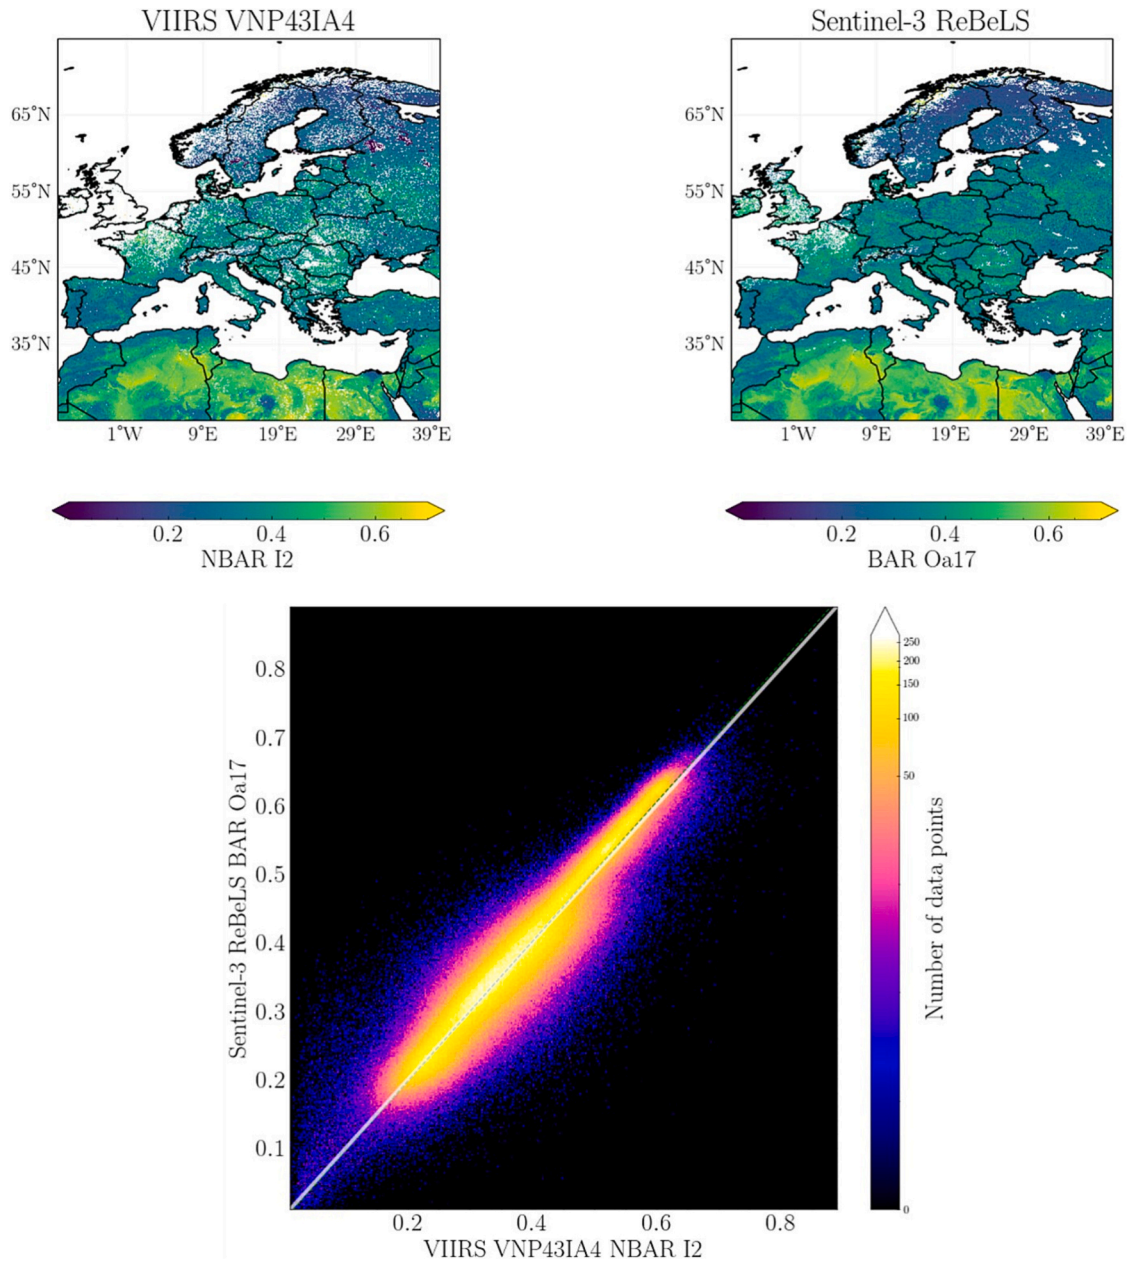 VIIRS VNP43IA4
Sentinel-3 ReBeLS
65°N
55°N
45°N
35°N
1°W 9°E 19°E 29°E 39°E
65°N
55°N
45°N
35°N
1°W 9°E 19°E 29°E 39°E
0.2 0.4 0.6
NBAR I2
0.2 0.4 0.6
BAR Oa17
Sentinel-3 ReBeLS BAR Oa17
0.8
0.7
0.6
0.5
0.4
0.3
0.2
0.1
0.2 0.4 0.6 0.8
VIIRS VNP43IA4 NBAR I2
250
200
150
100
50
0
Number of data points